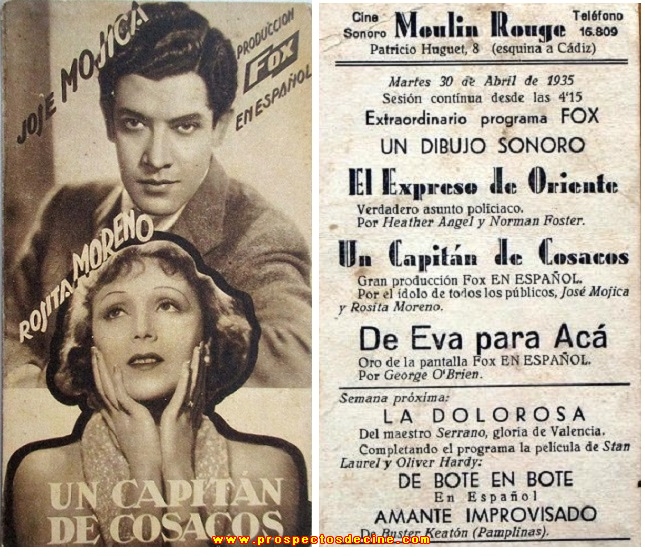 JOSE MOJICA
PRODUCCION
FOX
EN ESPAÑOL
ROSITA MORENO
UN CAPITÁN
DE COSACOS
Cine Sonoro Moulin Rouge Teléfono 16.809
Patricio Huguet, 8 (esquina a Cádiz)
Martes 30 de Abril de 1935
Sesión contínua desde las 4'15
Extraordinario programa FOX
UN DIBUJO SONORO
El Expreso de Oriente
Verdadero asunto policiaco.
Por Heather Angel y Norman Foster.
Un Capitán de Cosacos
Gran producción Fox EN ESPAÑOL.
Por el ídolo de todos los públicos, José Mojica
y Rosita Moreno.
De Eva para Acá
Oro de la pantalla Fox EN ESPAÑOL.
Por George O'Brien.
Semana próxima:
LA DOLOROSA
Del maestro Serrano, gloria de Valencia.
Completando el programa la película de Stan
Laurel y Oliver Hardy:
DE BOTE EN BOTE
En Español
AMANTE IMPROVISADO
De Buster Keatón (Pamplinas).
www.prospectosdecine.com